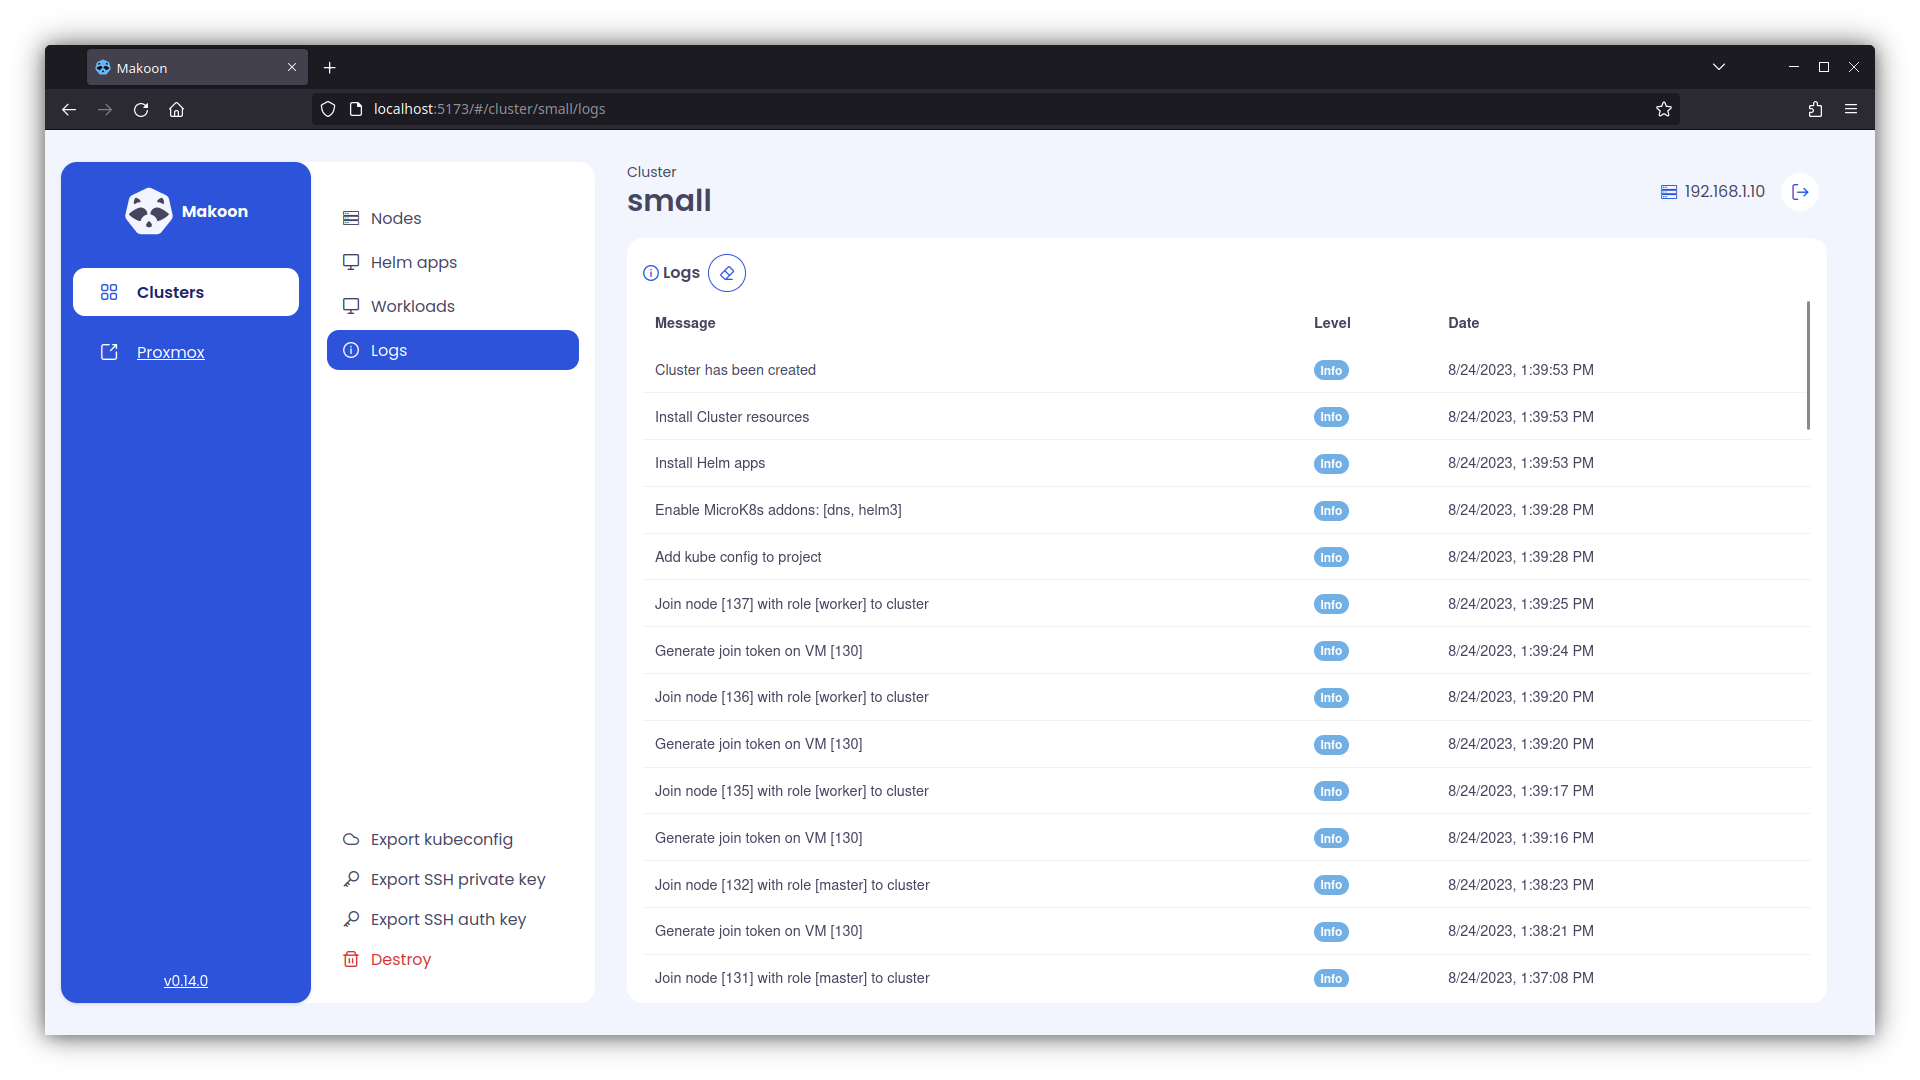 Makoon
localhost:5173/#/cluster/small/logs
Makoon
Clusters
Proxmox
v0.14.0
Nodes
Helm apps
Workloads
Logs
Export kubeconfig
Export SSH private key
Export SSH auth key
Destroy
Cluster
small
192.168.1.10
Logs
Message Level Date
Cluster has been created Info 8/24/2023, 1:39:53 PM
Install Cluster resources Info 8/24/2023, 1:39:53 PM
Install Helm apps Info 8/24/2023, 1:39:53 PM
Enable MicroK8s addons: [dns, helm3] Info 8/24/2023, 1:39:28 PM
Add kube config to project Info 8/24/2023, 1:39:28 PM
Join node [137] with role [worker] to cluster Info 8/24/2023, 1:39:25 PM
Generate join token on VM [130] Info 8/24/2023, 1:39:24 PM
Join node [136] with role [worker] to cluster Info 8/24/2023, 1:39:20 PM
Generate join token on VM [130] Info 8/24/2023, 1:39:20 PM
Join node [135] with role [worker] to cluster Info 8/24/2023, 1:39:17 PM
Generate join token on VM [130] Info 8/24/2023, 1:39:16 PM
Join node [132] with role [master] to cluster Info 8/24/2023, 1:38:23 PM
Generate join token on VM [130] Info 8/24/2023, 1:38:21 PM
Join node [131] with role [master] to cluster Info 8/24/2023, 1:37:08 PM